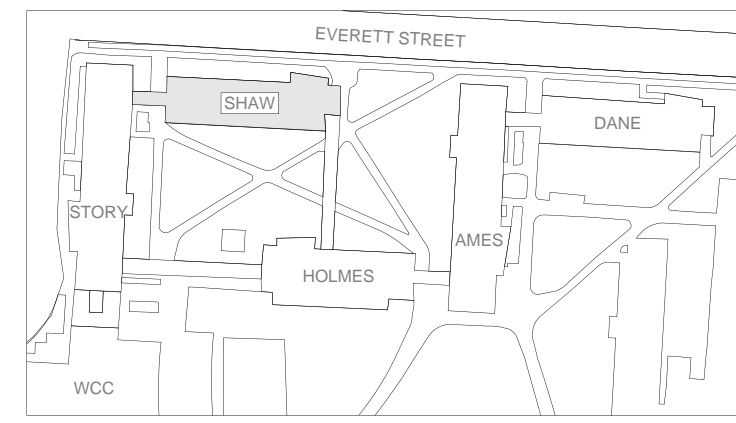 EVERETT STREET
SHAW
DANE
STORY
AMES
HOLMES
WCC